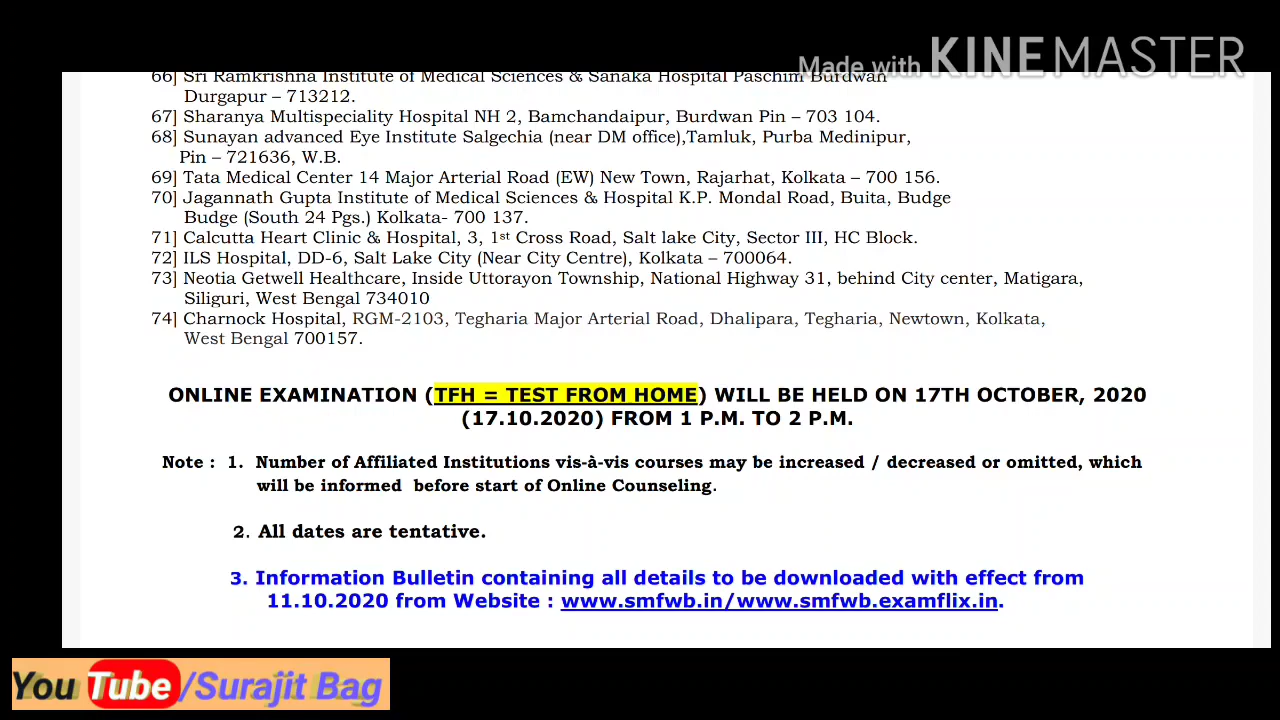 Made with KINEMASTER
66] Sri Ramkrishna Institute of Medical Sciences & Sanaka Hospital Paschim Burdwan
Durgapur – 713212.
67] Sharanya Multispeciality Hospital NH 2, Bamchandaipur, Burdwan Pin – 703 104.
68] Sunayan advanced Eye Institute Salgechia (near DM office),Tamluk, Purba Medinipur,
Pin – 721636, W.B.
69] Tata Medical Center 14 Major Arterial Road (EW) New Town, Rajarhat, Kolkata – 700 156.
70] Jagannath Gupta Institute of Medical Sciences & Hospital K.P. Mondal Road, Buita, Budge
Budge (South 24 Pgs.) Kolkata- 700 137.
71] Calcutta Heart Clinic & Hospital, 3, 1st Cross Road, Salt lake City, Sector III, HC Block.
72] ILS Hospital, DD-6, Salt Lake City (Near City Centre), Kolkata – 700064.
73] Neotia Getwell Healthcare, Inside Uttorayon Township, National Highway 31, behind City center, Matigara,
Siliguri, West Bengal 734010
74] Charnock Hospital, RGM-2103, Tegharia Major Arterial Road, Dhalipara, Tegharia, Newtown, Kolkata,
West Bengal 700157.
ONLINE EXAMINATION (TFH = TEST FROM HOME) WILL BE HELD ON 17TH OCTOBER, 2020
(17.10.2020) FROM 1 P.M. TO 2 P.M.
Note : 1. Number of Affiliated Institutions vis-à-vis courses may be increased / decreased or omitted, which
will be informed before start of Online Counseling.
2. All dates are tentative.
3. Information Bulletin containing all details to be downloaded with effect from
11.10.2020 from Website : www.smfwb.in/www.smfwb.examflix.in.
You Tube/Surajit Bag